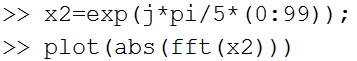 >> x2=exp(j*pi/5*(0:99));
>> plot(abs(fft(x2)))